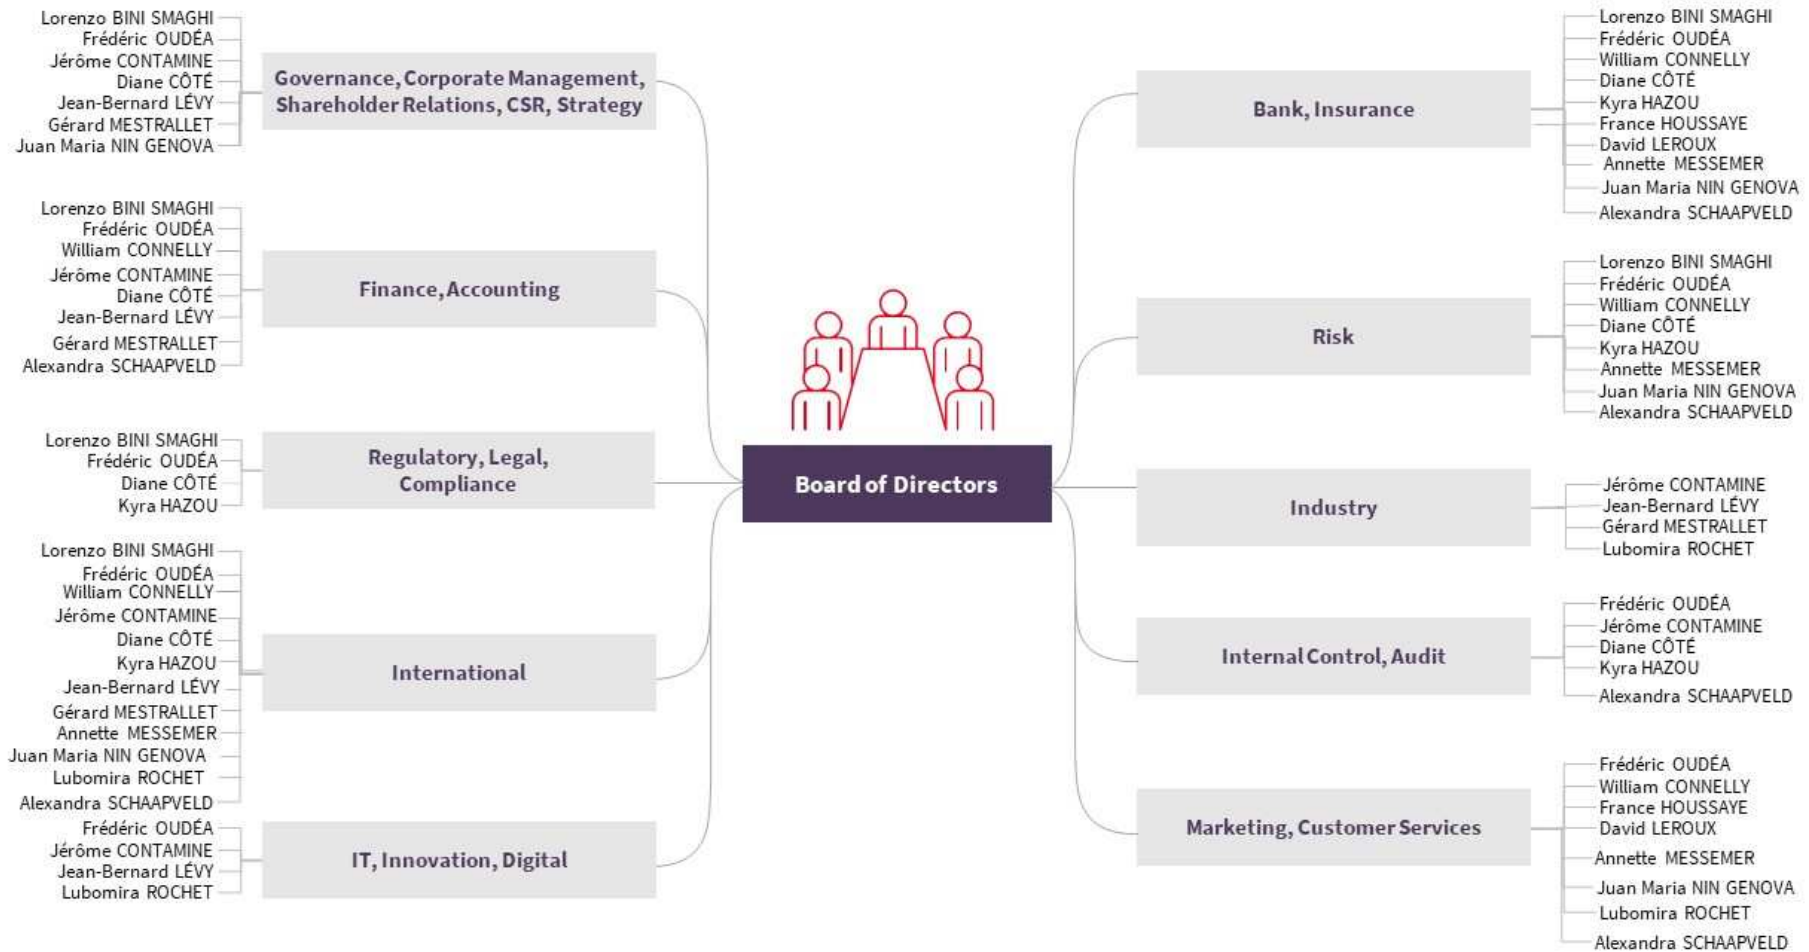 Lorenzo BINI SMAGHI
Frédéric OUDÉA
Jérôme CONTAMINE
Diane CÔTÉ
Jean-Bernard LÉVY
Gérard MESTRALLET
Juan Maria NIN GENOVA
Governance, Corporate Management,
Shareholder Relations, CSR, Strategy
Lorenzo BINI SMAGHI
Frédéric OUDÉA
William CONNELLY
Jérôme CONTAMINE
Diane CÔTÉ
Jean-Bernard LÉVY
Gérard MESTRALLET
Alexandra SCHAAPVELD
Finance, Accounting
Lorenzo BINI SMAGHI
Frédéric OUDÉA
Diane CÔTÉ
Kyra HAZOU
Regulatory, Legal,
Compliance
Lorenzo BINI SMAGHI
Frédéric OUDÉA
William CONNELLY
Jérôme CONTAMINE
Diane CÔTÉ
Kyra HAZOU
Jean-Bernard LÉVY
Gérard MESTRALLET
Annette MESSEMER
Juan Maria NIN GENOVA
Lubomira ROCHET
Alexandra SCHAAPVELD
International
Frédéric OUDÉA
Jérôme CONTAMINE
Jean-Bernard LÉVY
Lubomira ROCHET
IT, Innovation, Digital
Board of Directors
Bank, Insurance
Lorenzo BINI SMAGHI
Frédéric OUDÉA
William CONNELLY
Diane CÔTÉ
Kyra HAZOU
France HOUSSAYE
David LEROUX
Annette MESSEMER
Juan Maria NIN GENOVA
Alexandra SCHAAPVELD
Risk
Lorenzo BINI SMAGHI
Frédéric OUDÉA
William CONNELLY
Diane CÔTÉ
Kyra HAZOU
Annette MESSEMER
Juan Maria NIN GENOVA
Alexandra SCHAAPVELD
Industry
Jérôme CONTAMINE
Jean-Bernard LÉVY
Gérard MESTRALLET
Lubomira ROCHET
Internal Control, Audit
Frédéric OUDÉA
Jérôme CONTAMINE
Diane CÔTÉ
Kyra HAZOU
Alexandra SCHAAPVELD
Marketing, Customer Services
Frédéric OUDÉA
William CONNELLY
France HOUSSAYE
David LEROUX
Annette MESSEMER
Juan Maria NIN GENOVA
Lubomira ROCHET
Alexandra SCHAAPVELD